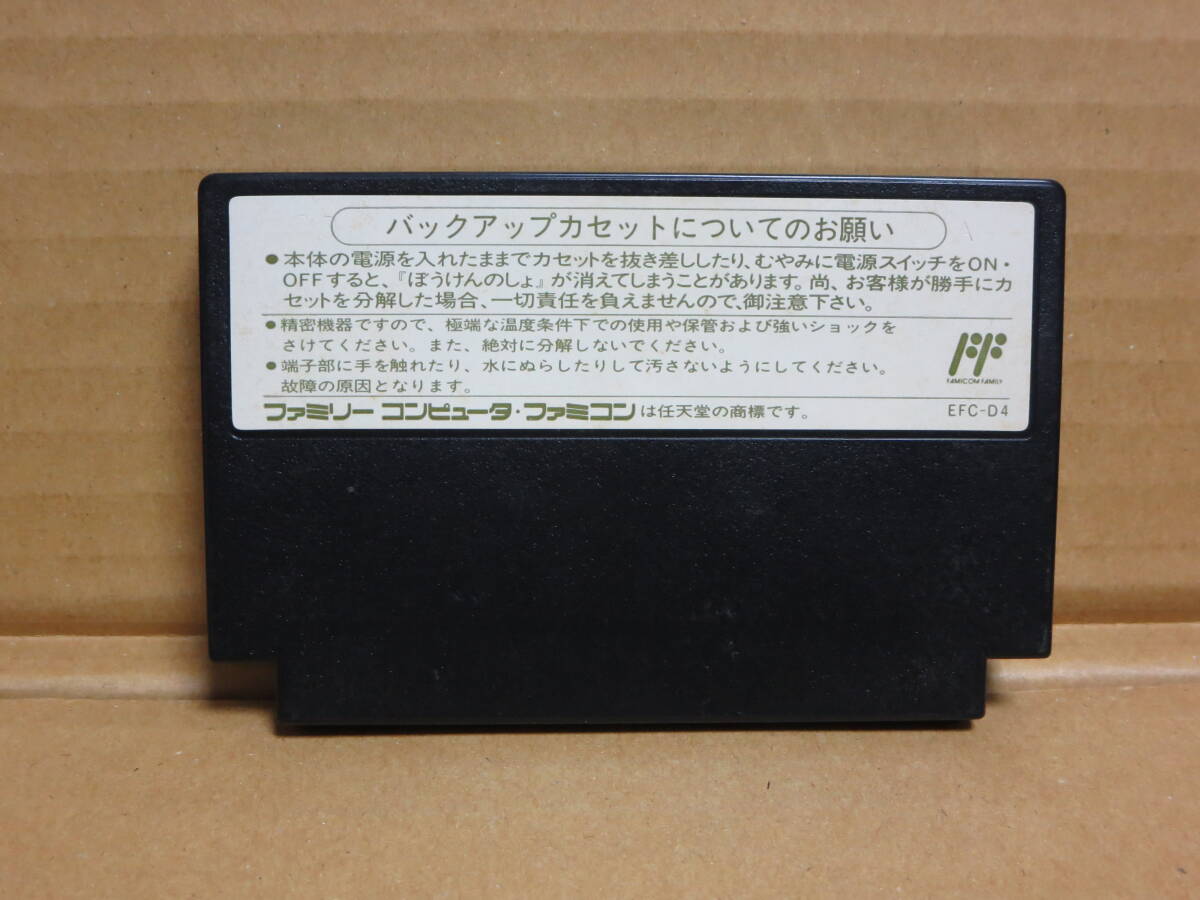 バックアップカセットについてのお願い
●本体の電源を入れたままでカセットを抜き差ししたり、むやみに電源スイッチをON・
OFFすると、『ぼうけんのしょ』が消えてしまうことがあります。尚、お客様が勝手にカ
セットを分解した場合、一切責任を負えませんので、御注意下さい。
●精密機器ですので、極端な温度条件下での使用や保管および強いショックを
さけてください。また、絶対に分解しないでください。
●端子部に手を触れたり、水にぬらしたりして汚さないようにしてください。
故障の原因となります。
FF
FAMICOM FAMILY
ファミリー コンピュータ・ファミコン は任天堂の商標です。
EFC-D4